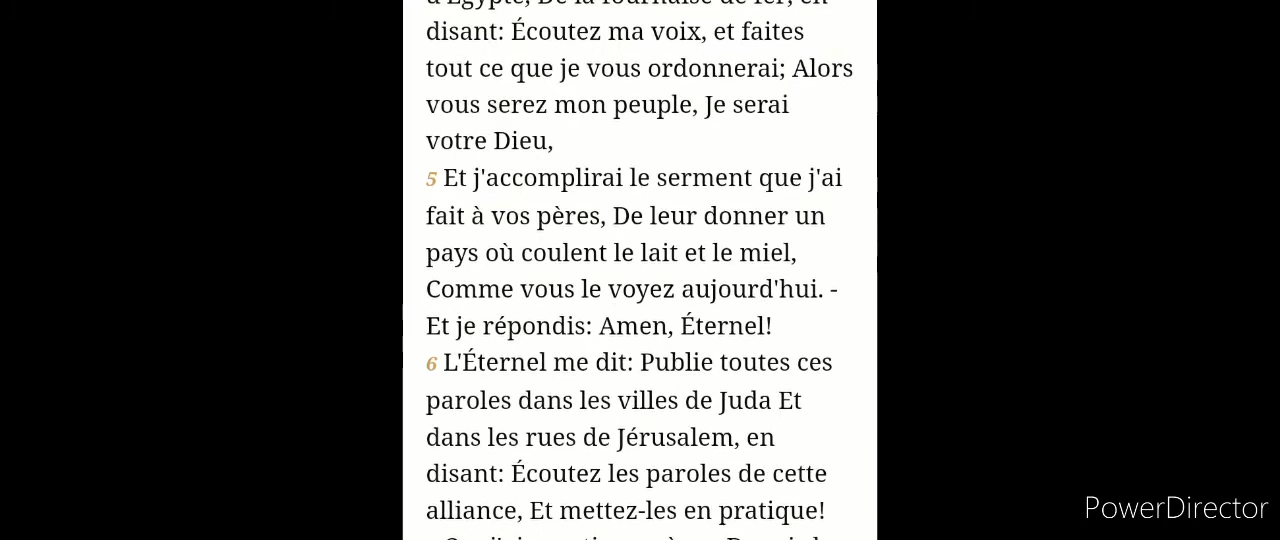 disant: Écoutez ma voix, et faites
tout ce que je vous ordonnerai; Alors
vous serez mon peuple, Je serai
votre Dieu,
5 Et j'accomplirai le serment que j'ai
fait à vos pères, De leur donner un
pays où coulent le lait et le miel,
Comme vous le voyez aujourd'hui. -
Et je répondis: Amen, Éternel!
6 L'Éternel me dit: Publie toutes ces
paroles dans les villes de Juda Et
dans les rues de Jérusalem, en
disant: Écoutez les paroles de cette
alliance, Et mettez-les en pratique!
PowerDirector